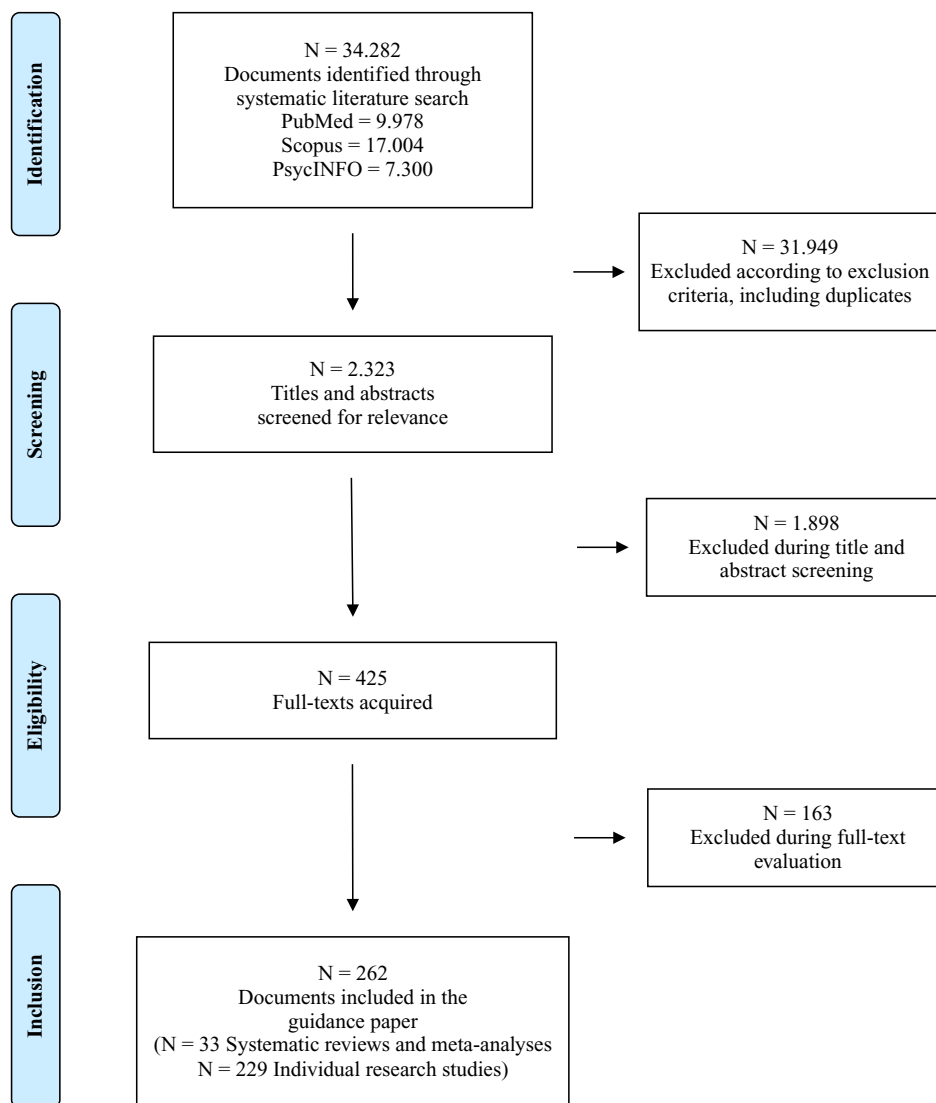 Identification
N = 34.282
Documents identified through
systematic literature search
PubMed = 9.978
Scopus = 17.004
PsycINFO = 7.300
N = 31.949
Excluded according to exclusion
criteria, including duplicates
Screening
N = 2.323
Titles and abstracts
screened for relevance
N = 1.898
Excluded during title and
abstract screening
Eligibility
N = 425
Full-texts acquired
N = 163
Excluded during full-text
evaluation
Inclusion
N = 262
Documents included in the
guidance paper
(N = 33 Systematic reviews and meta-analyses
N = 229 Individual research studies)